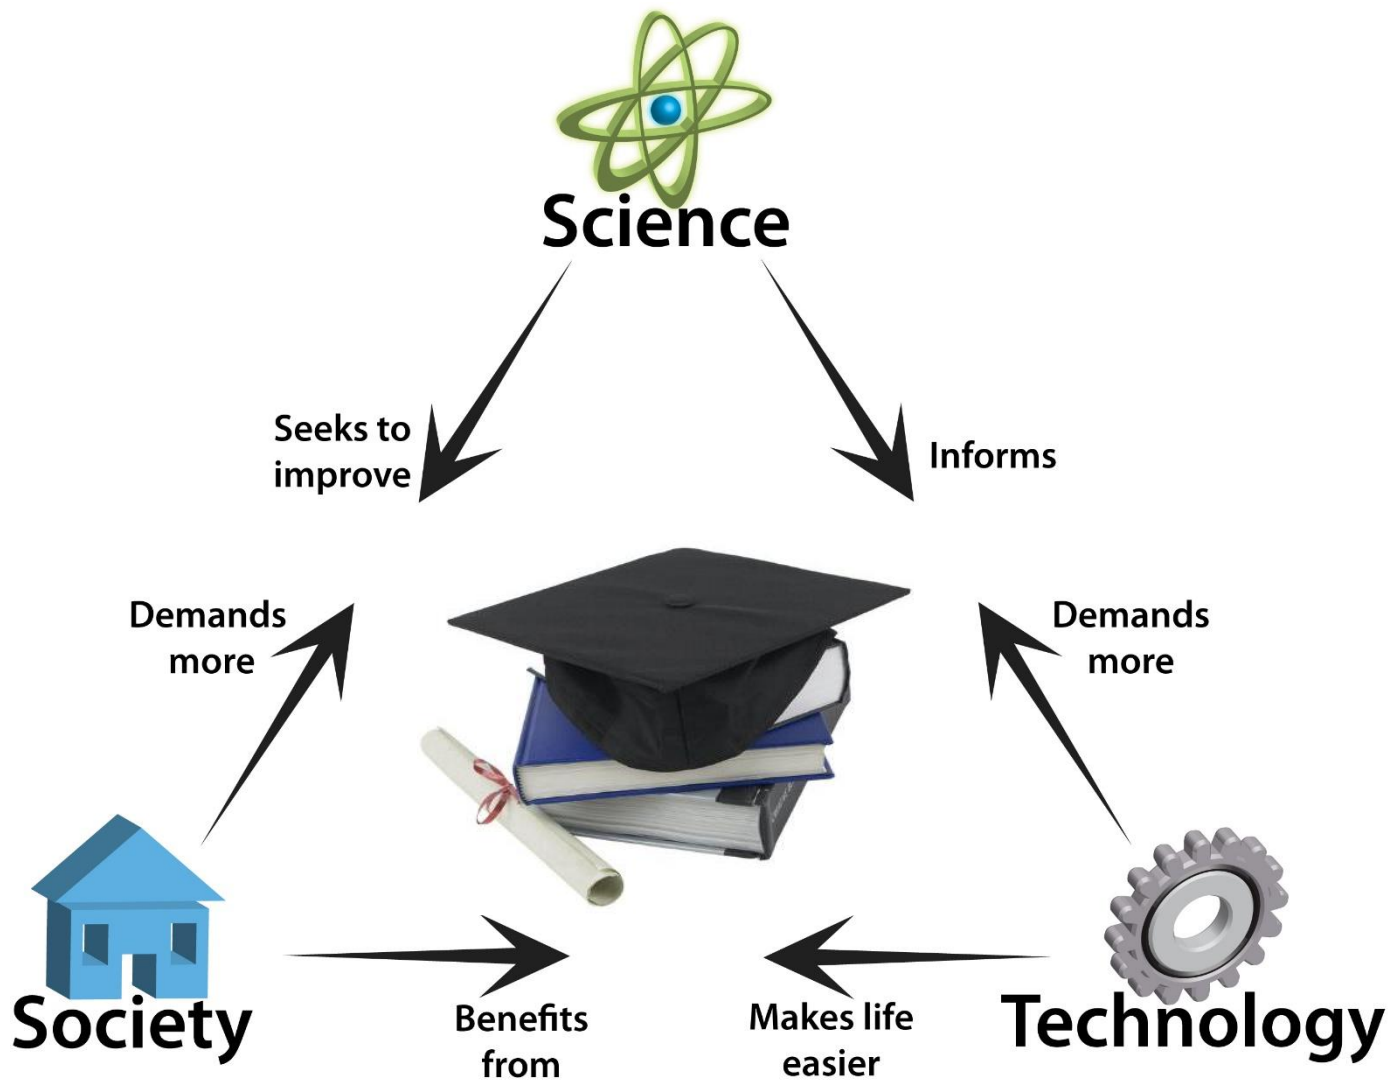 Science
Seeks to
improve
Informs
Demands
more
Demands
more
Society
Benefits
from
Makes life
easier
Technology